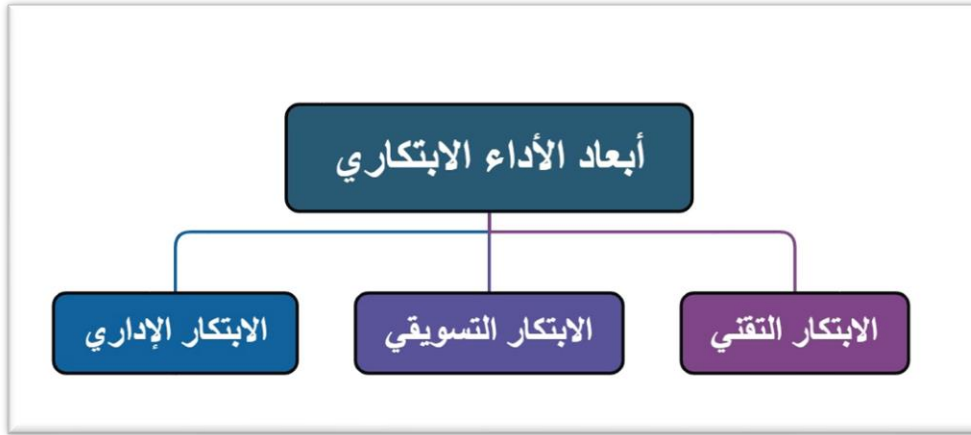 أبعاد الأداء الابتكاري
الابتكار التقني
الابتكار التسويقي
الابتكار الإداري